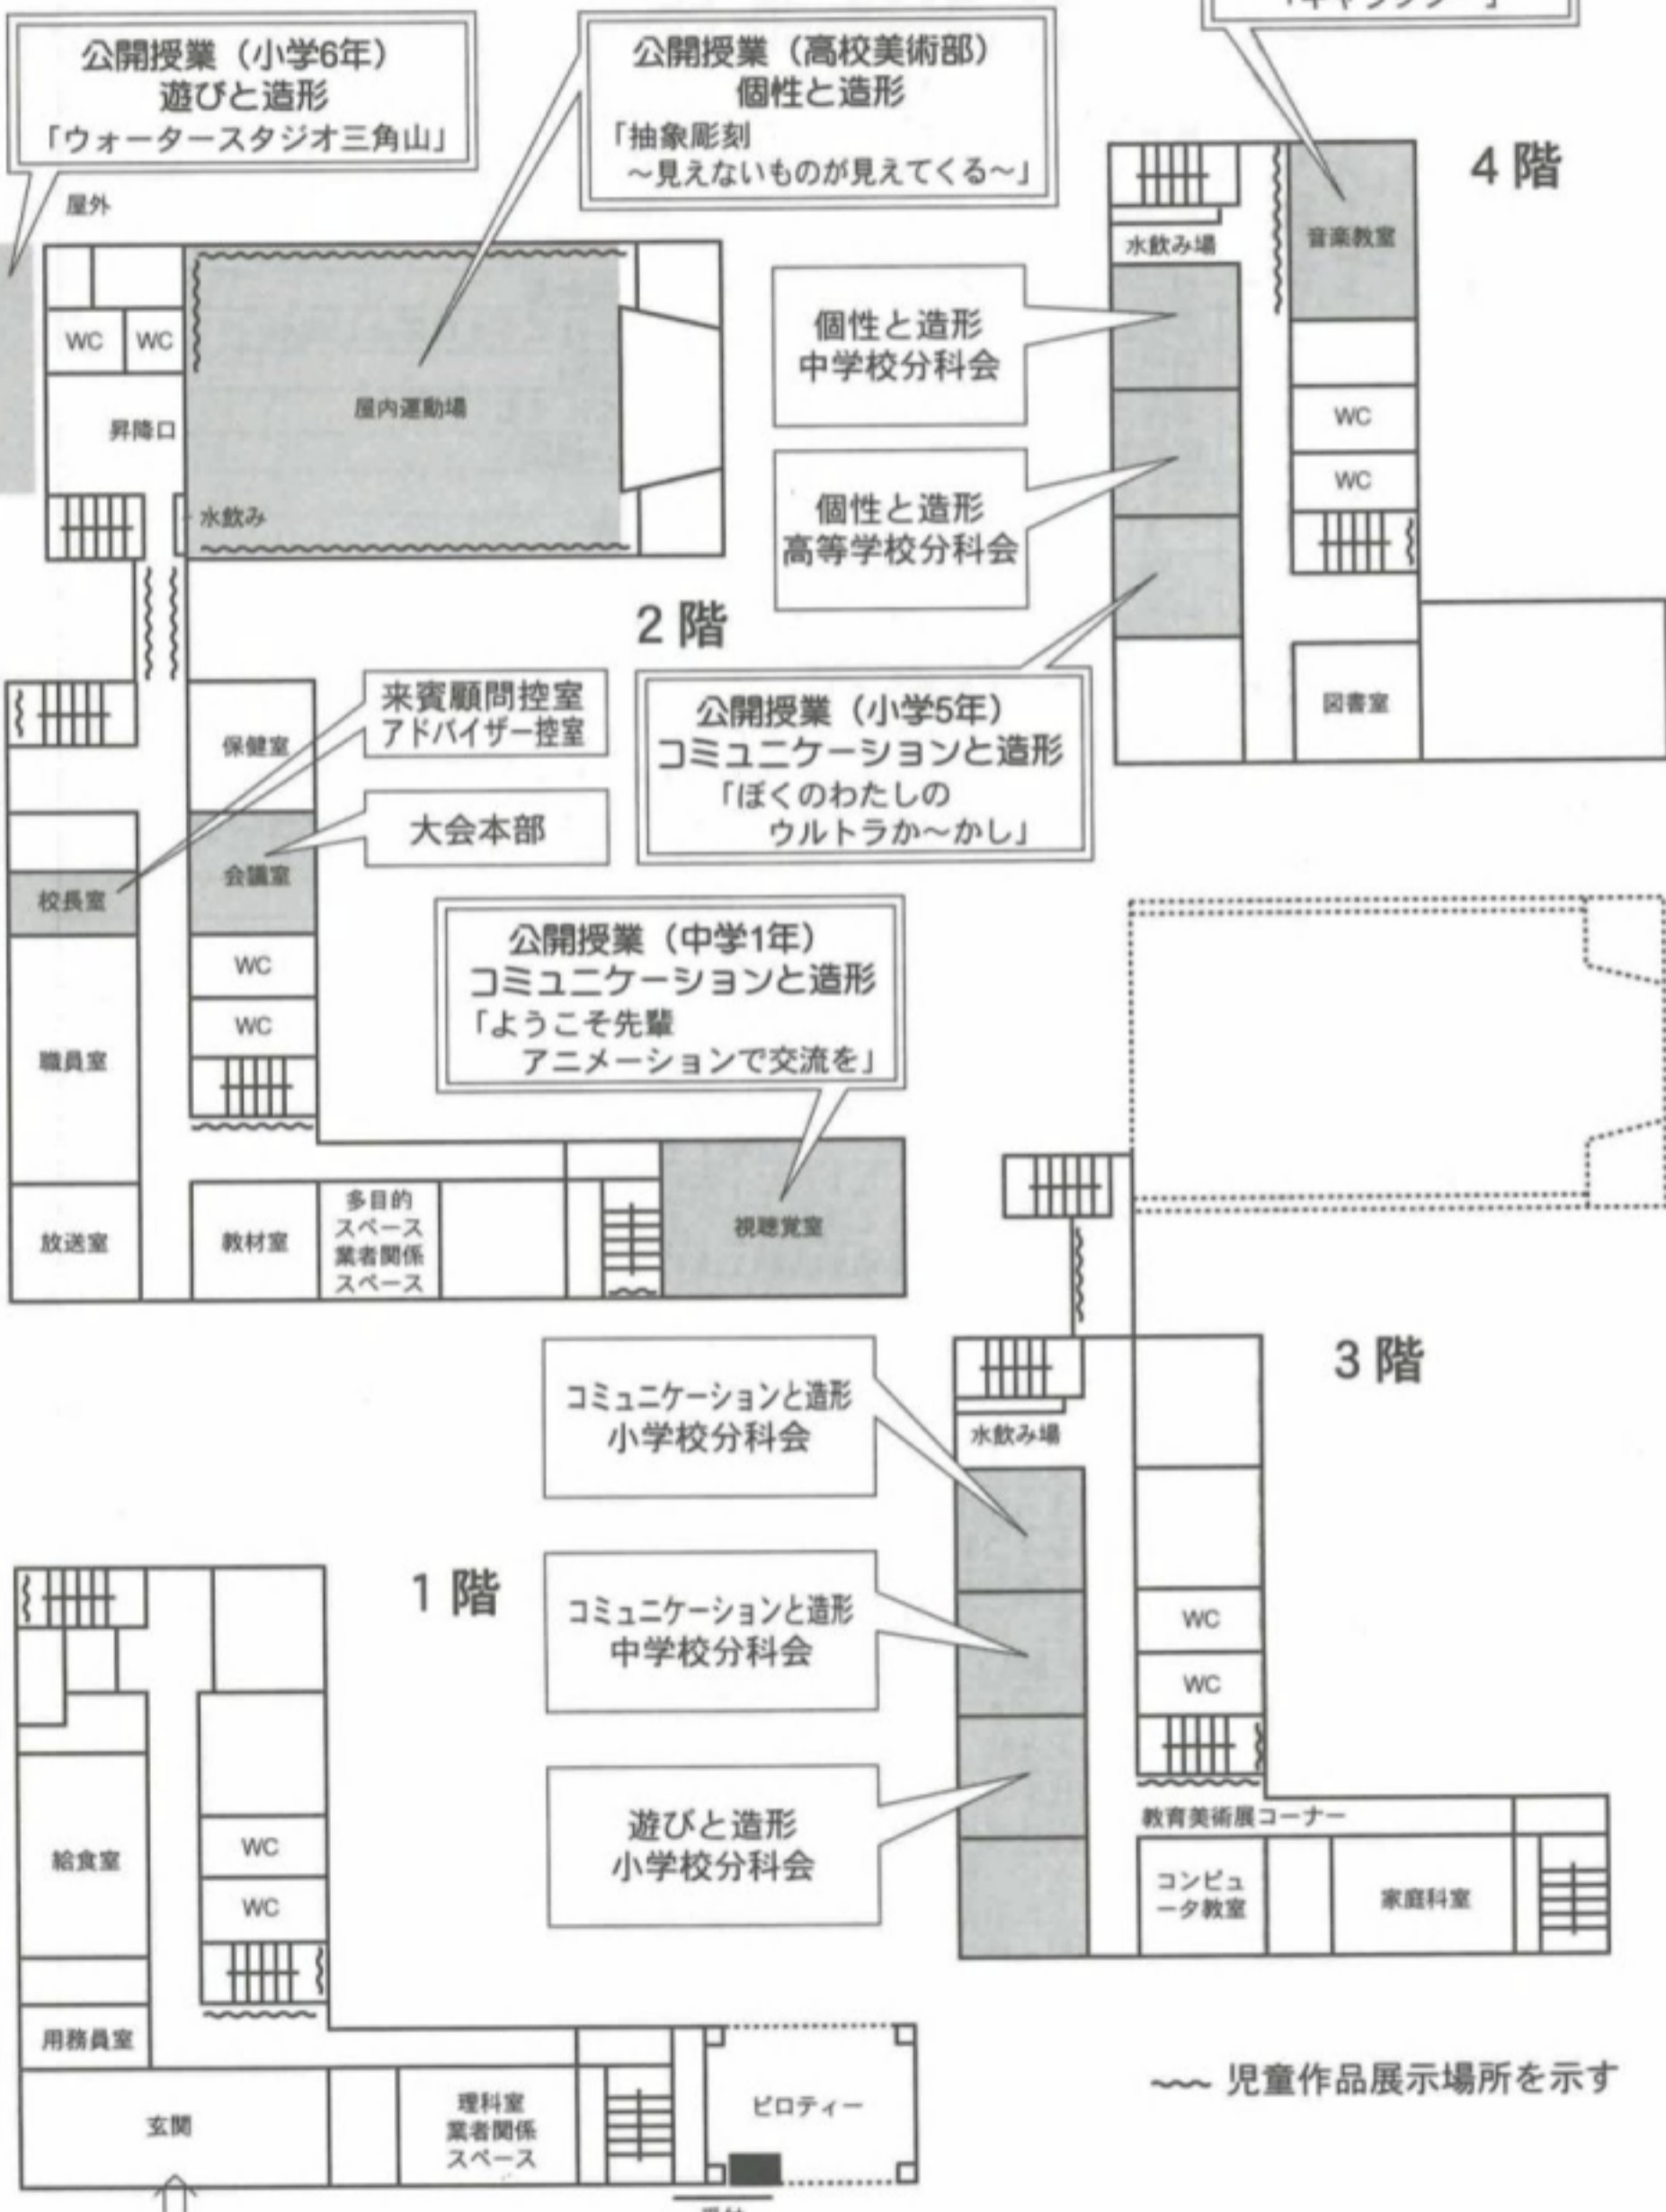 公開授業（小学6年）
遊びと造形
「ウォータースタジオ三角山」
公開授業（高校美術部）
個性と造形
「抽象彫刻
～見えないものが見えてくる～」
4階
屋外
音楽教室
水飲み場
個性と造形
中学校分科会
WC
WC
屋内運動場
昇降口
WC
WC
個性と造形
高等学校分科会
水飲み
2階
図書室
来賓顧問控室
アドバイザー控室
保健室
公開授業（小学5年）
コミュニケーションと造形
「ぼくのわたしの
ウルトラか～かし」
大会本部
会議室
校長室
公開授業（中学1年）
コミュニケーションと造形
「ようこそ先輩
アニメーションで交流を」
WC
WC
職員室
放送室
教材室
多目的
スペース
業者関係
スペース
視聴覚室
3階
コミュニケーションと造形
小学校分科会
水飲み場
1階
コミュニケーションと造形
中学校分科会
WC
WC
遊びと造形
小学校分科会
教育美術展コーナー
コンピュ
ータ教室
家庭科室
給食室
WC
WC
用務員室
玄関
理科室
業者関係
スペース
ピロティー
〜〜 児童作品展示場所を示す